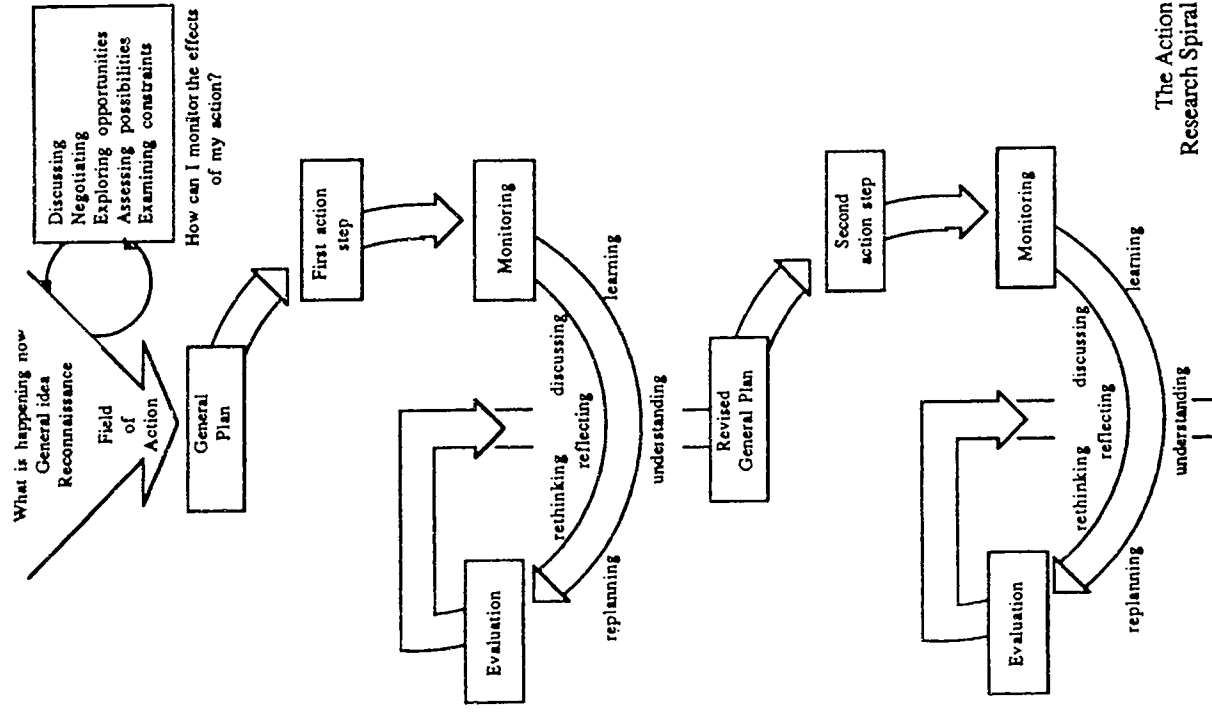 What is happening now
General idea
Reconnaissance
Field
of
Action
Discussing
Negotiating
Exploring opportunities
Assessing possibilities
Examining constraints
How can I monitor the effects
of my action?
General
Plan
First action
step
Monitoring
discussing
learning
reflecting
rethinking
understanding
replanning
Evaluation
Revised
General Plan
Second
action step
Monitoring
discussing
learning
reflecting
rethinking
understanding
replanning
Evaluation
The Action
Research Spiral